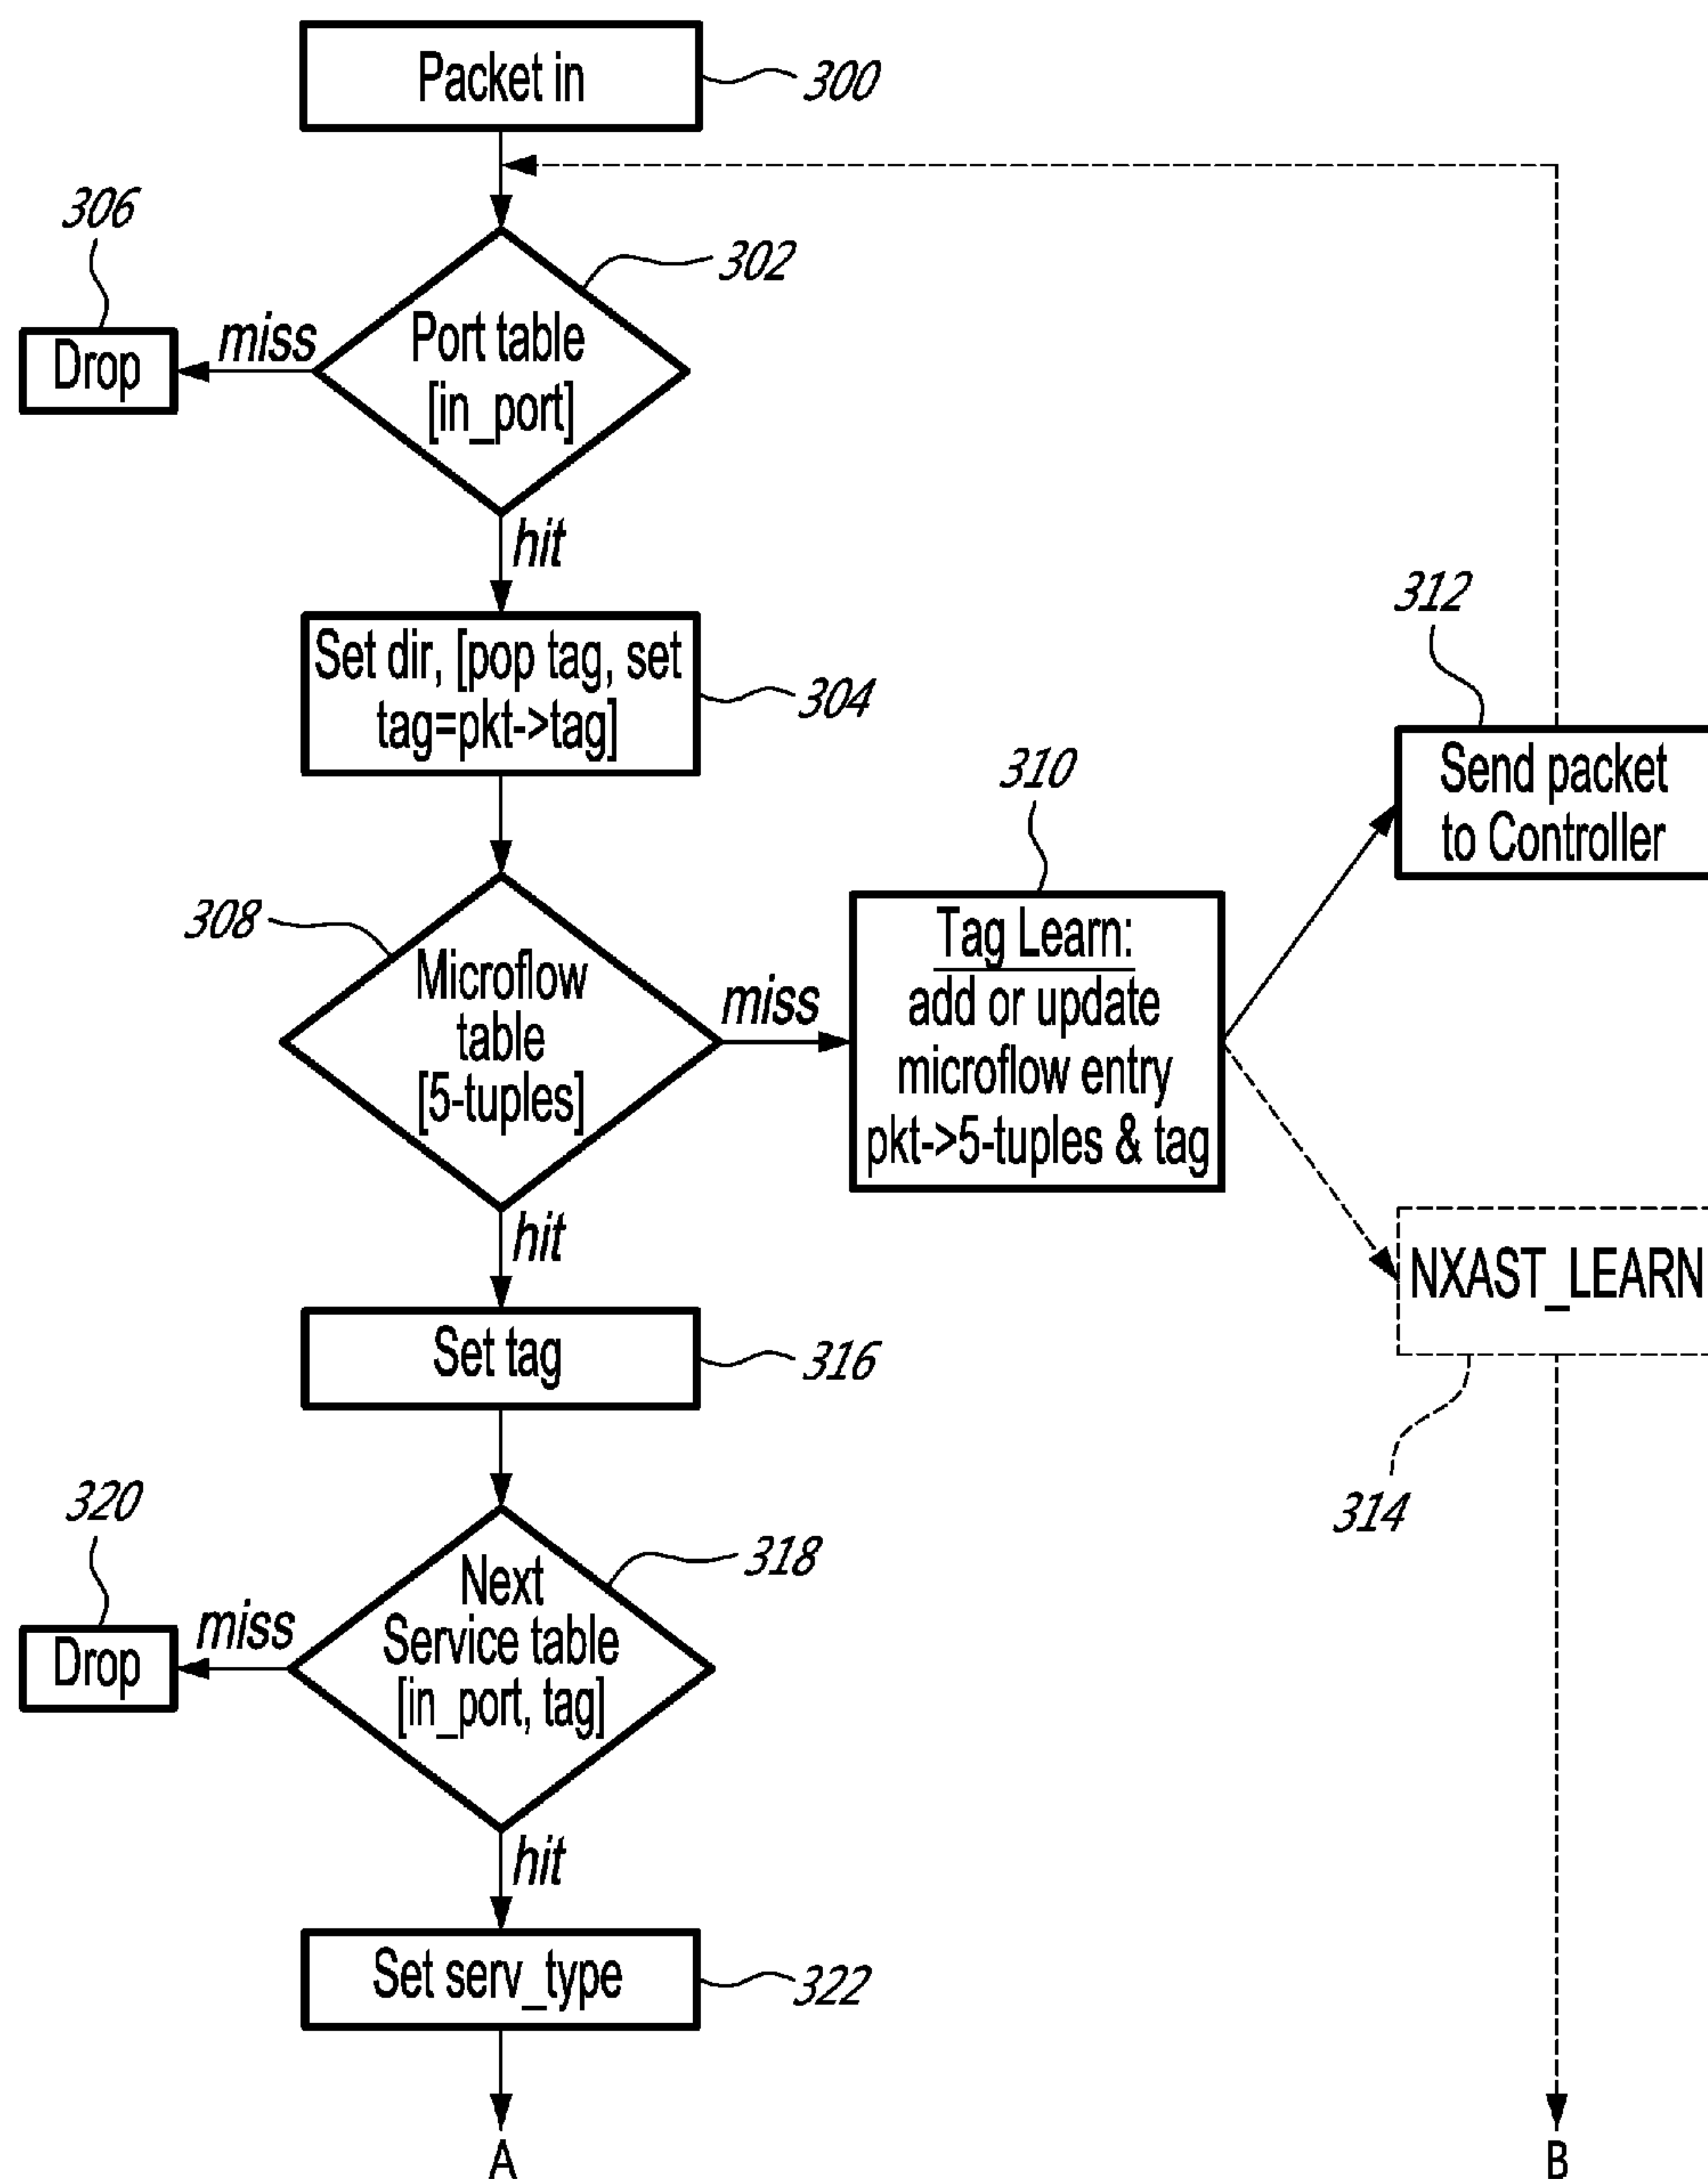 Packet in
300
306
302
Drop
miss
Port table
[in_port]
hit
Set dir, [pop tag, set
tag=pkt->tag]
304
312
Send packet
to Controller
310
308
Microflow
table
[5-tuples]
miss
Tag Learn:
add or update
microflow entry
pkt->5-tuples & tag
hit
NXAST_LEARN
314
Set tag
316
320
318
Drop
miss
Next
Service table
[in_port, tag]
hit
Set serv_type
322
A
B